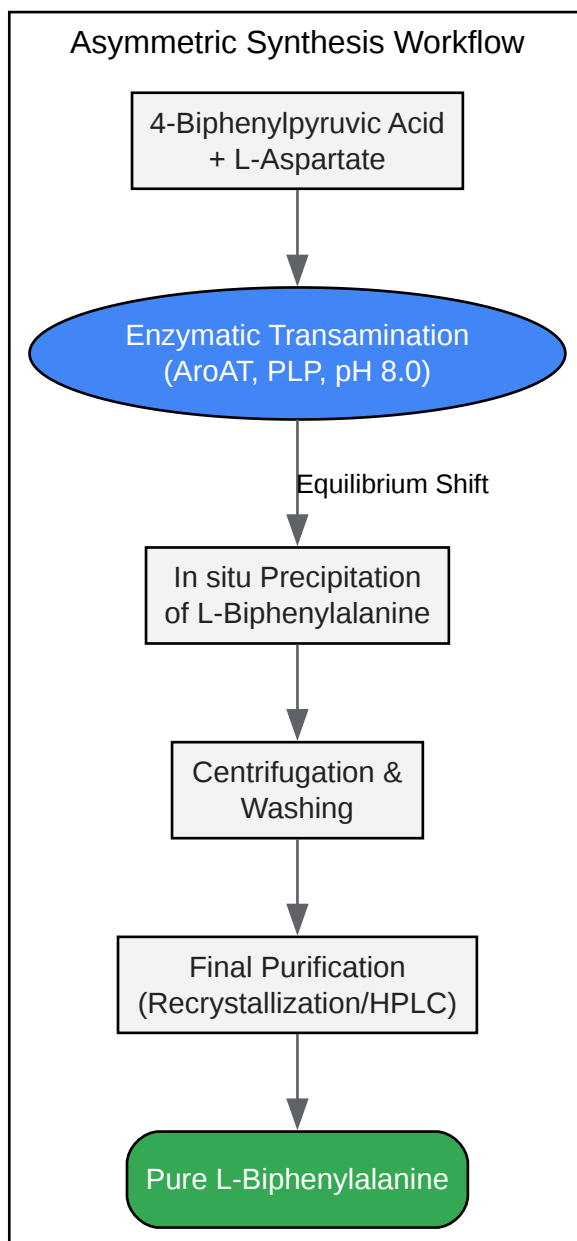 Asymmetric Synthesis Workflow
4-Biphenylpyruvic Acid
+ L-Aspartate
Enzymatic Transamination
(AroAT, PLP, pH 8.0)
Equilibrium Shift
In situ Precipitation
of L-Biphenylalanine
Centrifugation &
Washing
Final Purification
(Recrystallization/HPLC)
Pure L-Biphenylalanine